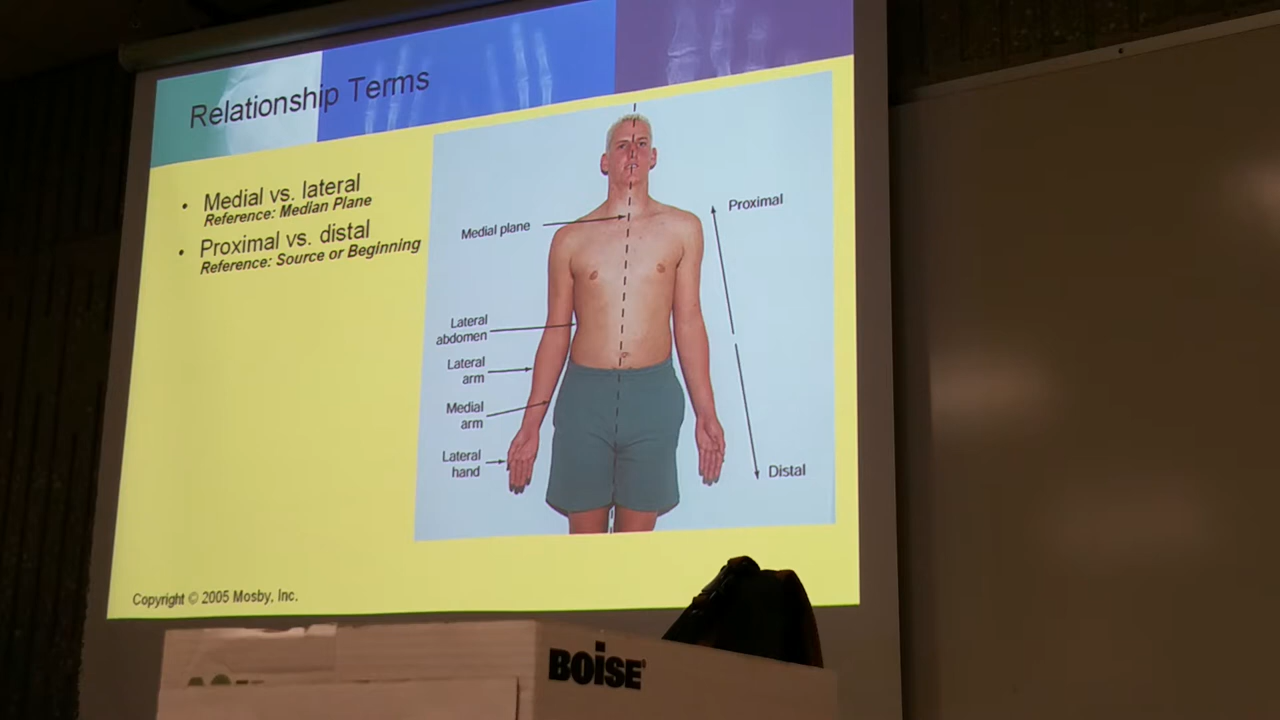 Relationship Terms
• Medial vs. lateral
Reference: Median Plane
• Proximal vs. distal
Reference: Source or Beginning
Medial plane
Lateral
abdomen
Lateral
arm
Medial
arm
Lateral
hand
Proximal
Distal
Copyright © 2005 Mosby, Inc.
BOiSE